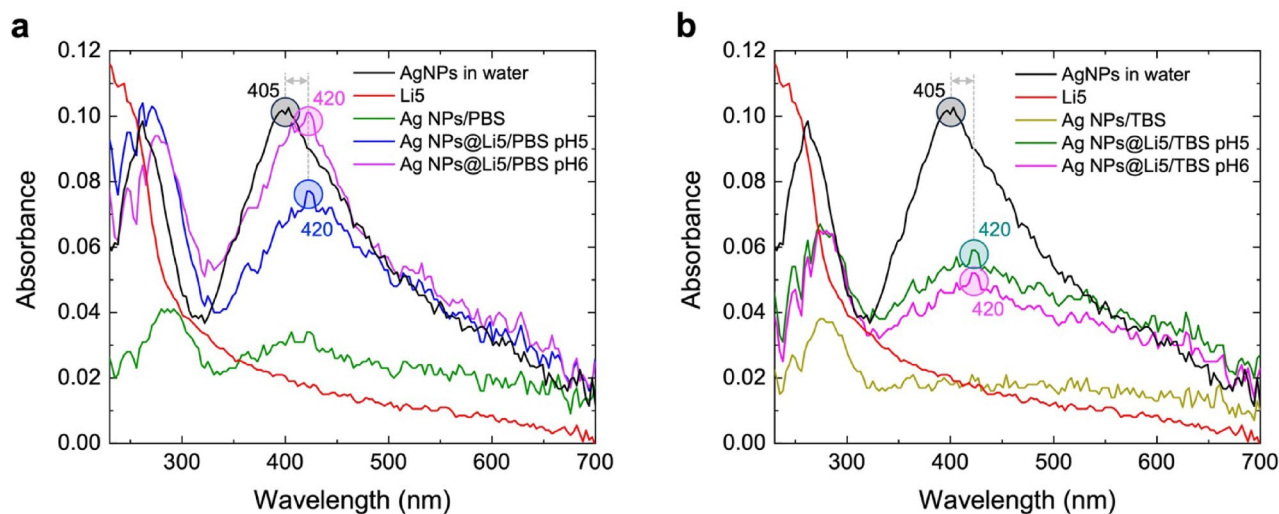 a
0.12
0.10
0.08
0.06
0.04
0.02
0.00
Absorbance
300 400 500 600 700
Wavelength (nm)
405
420
420
AgNPs in water
Li5
Ag NPs/PBS
Ag NPs@Li5/PBS pH5
Ag NPs@Li5/PBS pH6
b
0.12
0.10
0.08
0.06
0.04
0.02
0.00
Absorbance
300 400 500 600 700
Wavelength (nm)
405
420
420
AgNPs in water
Li5
Ag NPs/TBS
Ag NPs@Li5/TBS pH5
Ag NPs@Li5/TBS pH6